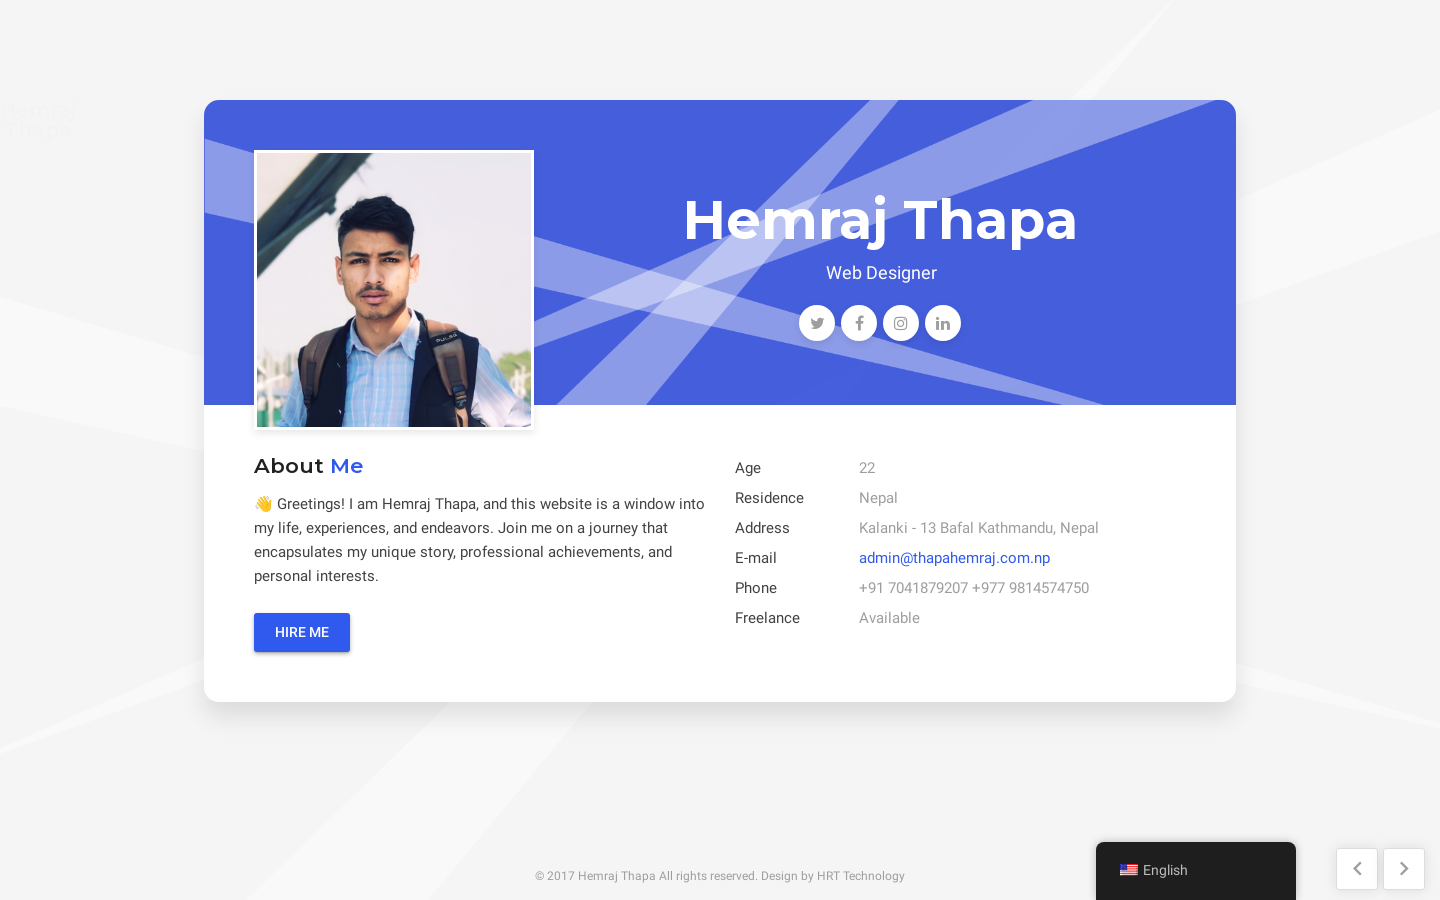 Hemraj Thapa
Web Designer
About Me
👋 Greetings! I am Hemraj Thapa, and this website is a window into
my life, experiences, and endeavors. Join me on a journey that
encapsulates my unique story, professional achievements, and
personal interests.
HIRE ME
Age 22
Residence Nepal
Address Kalanki - 13 Bafal Kathmandu, Nepal
E-mail admin@thapahemraj.com.np
Phone +91 7041879207 +977 9814574750
Freelance Available
© 2017 Hemraj Thapa All rights reserved. Design by HRT Technology
English